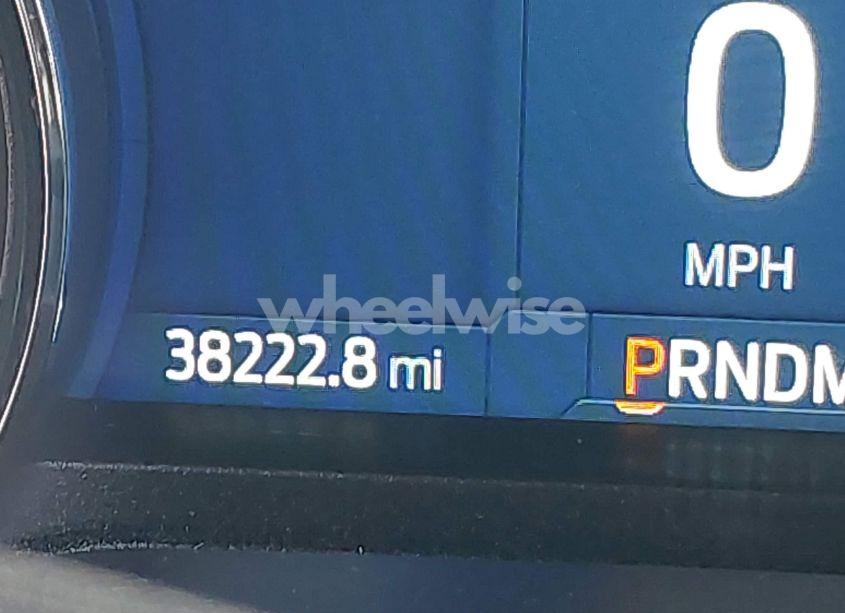 0
MPH
wheelwise
38222.8 mi
PRNDM